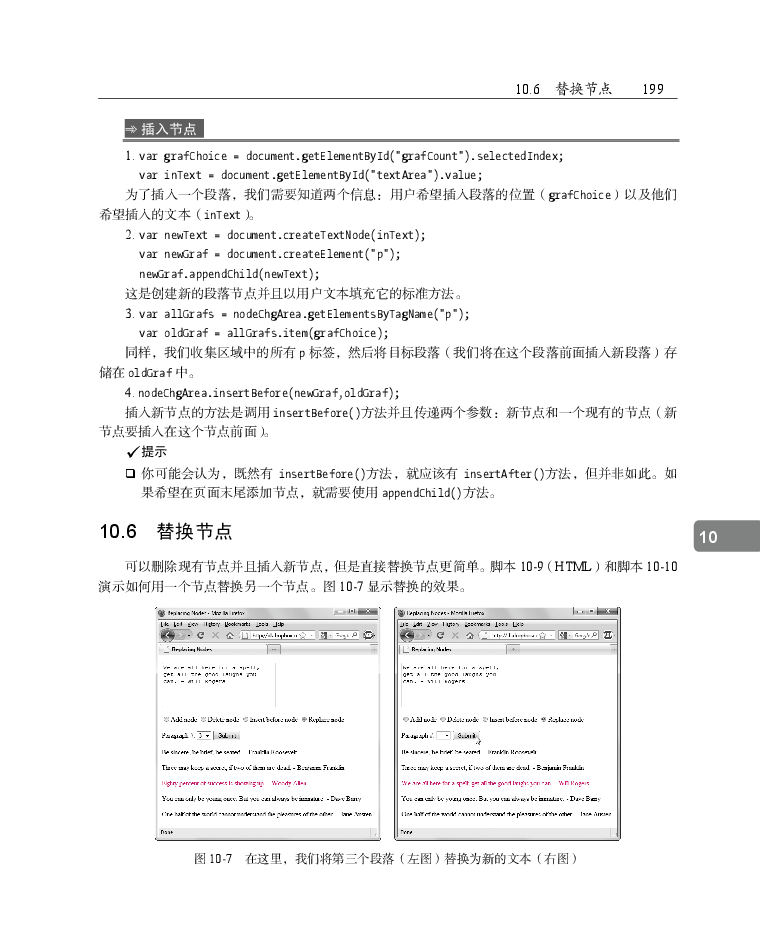 10.6 替换节点 199
插入节点
1. var grafChoice = document.getElementById("grafCount").selectedIndex;
var inText = document.getElementById("textArea").value;
为了插入一个段落，我们需要知道两个信息：用户希望插入段落的位置（grafChoice）以及他们
希望插入的文本（inText）。
2. var newText = document.createTextNode(inText);
var newGraf = document.createElement("p");
newGraf.appendChild(newText);
这是创建新的段落节点并且以用户文本填充它的标准方法。
3. var allGrafs = nodeChgArea.getElementsByTagName("p");
var oldGraf = allGrafs.item(grafChoice);
同样，我们收集区域中的所有 p 标签，然后将目标段落（我们将在这个段落前面插入新段落）存
储在 oldGraf 中。
4. nodeChgArea.insertBefore(newGraf,oldGraf);
插入新节点的方法是调用 insertBefore()方法并且传递两个参数：新节点和一个现有的节点（新
节点要插入在这个节点前面）。
✓提示
❑ 你可能会认为，既然有 insertBefore()方法，就应该有 insertAfter()方法，但并非如此。如
果希望在页面末尾添加节点，就需要使用 appendChild()方法。
10.6 替换节点
10
可以删除现有节点并且插入新节点，但是直接替换节点更简单。脚本 10-9（HTML）和脚本 10-10
演示如何用一个节点替换另一个节点。图 10-7 显示替换的效果。
Replacing Nodes - Mozilla Firefox
File Edit View History Bookmarks Tools Help
Replacing Nodes
We are all here for a spell,
get all the good laughs you
can. - Will Rogers
Add node Delete node Insert before node Replace node
Paragraph #: 3 Submit
Be sincere, be brief, be seated. - Franklin Roosevelt
Three may keep a secret, if two of them are dead. - Benjamin Franklin
Eighty percent of success is showing up. - Woody Allen
You can only be young once. But you can always be immature. - Dave Barry
One half of the world cannot understand the pleasures of the other. - Jane Austen
Done
Replacing Nodes - Mozilla Firefox
File Edit View History Bookmarks Tools Help
Replacing Nodes
We are all here for a spell,
get all the good laughs you
can. - Will Rogers
Add node Delete node Insert before node Replace node
Paragraph #: Submit
Be sincere, be brief, be seated. - Franklin Roosevelt
Three may keep a secret, if two of them are dead. - Benjamin Franklin
We are all here for a spell, get all the good laughs you can. - Will Rogers
You can only be young once. But you can always be immature. - Dave Barry
One half of the world cannot understand the pleasures of the other. - Jane Austen
Done
图 10-7 在这里，我们将第三个段落（左图）替换为新的文本（右图）